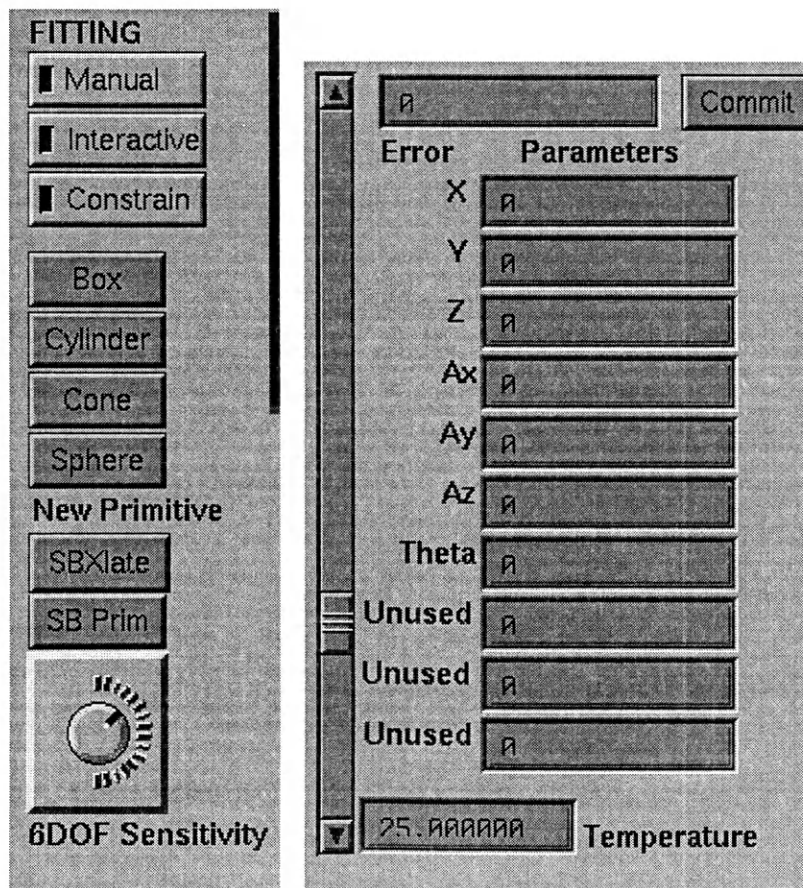 FITTING
Manual
Interactive
Constrain
Box
Cylinder
Cone
Sphere
New Primitive
SBXlate
SB Prim
6DOF Sensitivity
0 Commit
Error Parameters
X 0
Y 0
Z 0
Ax 0
Ay 0
Az 0
Theta 0
Unused 0
Unused 0
Unused 0
25.000000 Temperature